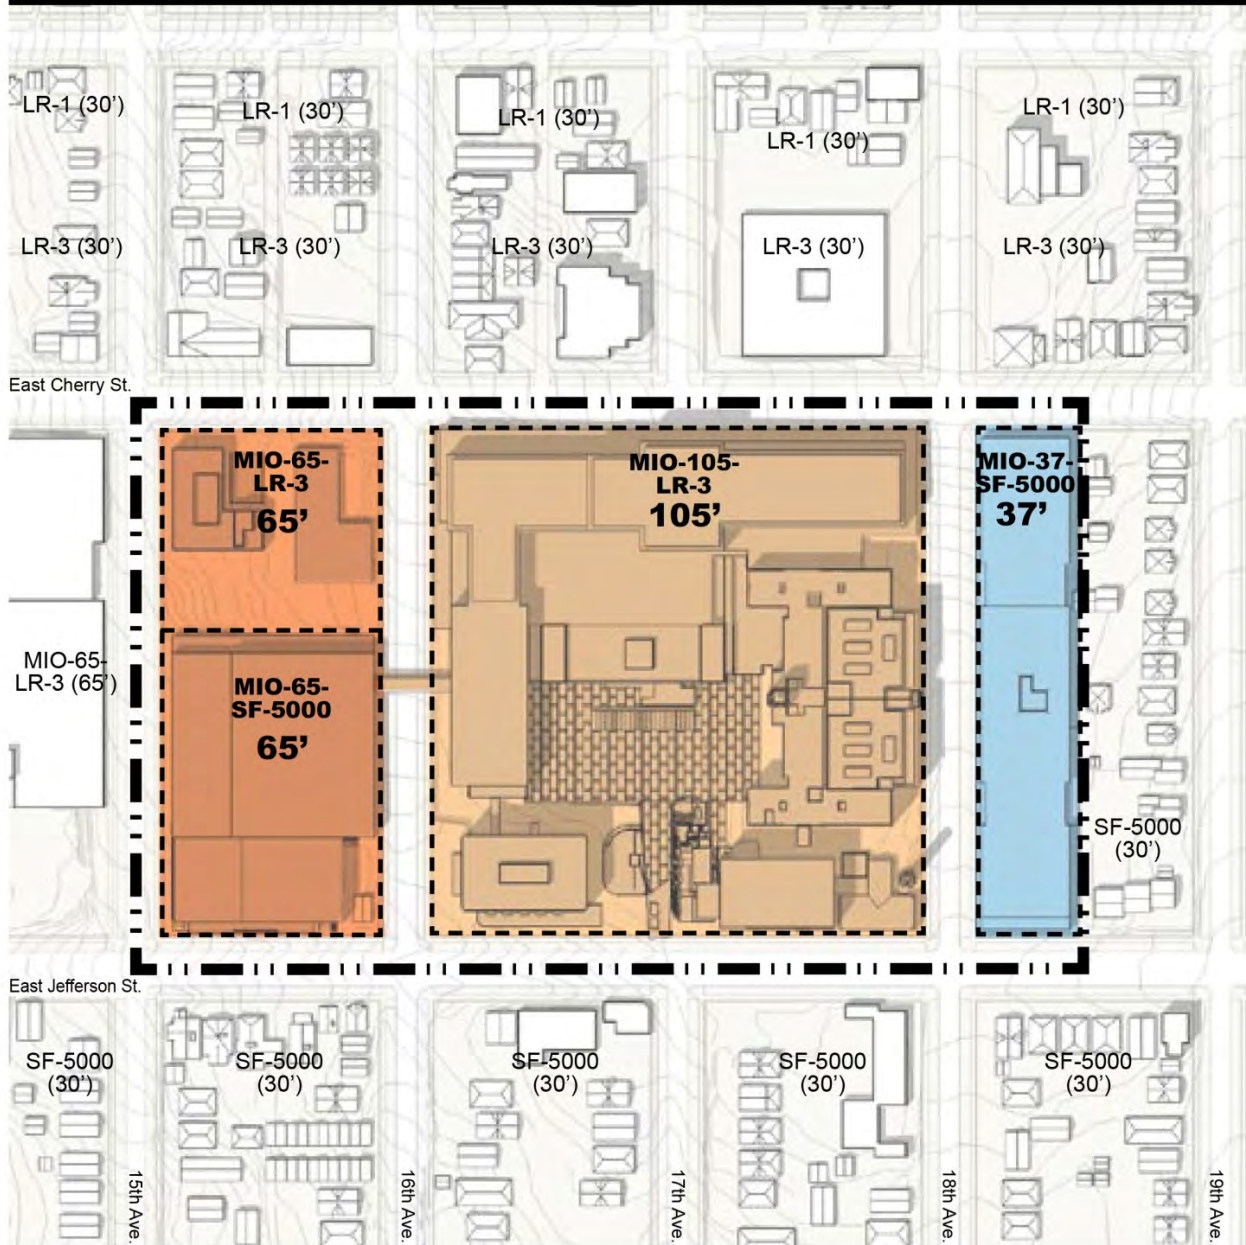 LR-1 (30')
LR-1 (30')
LR-1 (30')
LR-1 (30')
LR-1 (30')
LR-3 (30')
LR-3 (30')
LR-3 (30')
LR-3 (30')
LR-3 (30')
East Cherry St.
MIO-65-
LR-3
65'
MIO-105-
LR-3
105'
MIO-37-
SF-5000
37'
MIO-65-
LR-3 (65')
MIO-65-
SF-5000
65'
SF-5000
(30')
East Jefferson St.
SF-5000
(30')
SF-5000
(30')
SF-5000
(30')
SF-5000
(30')
SF-5000
(30')
15th Ave.
16th Ave.
17th Ave.
18th Ave.
19th Ave.